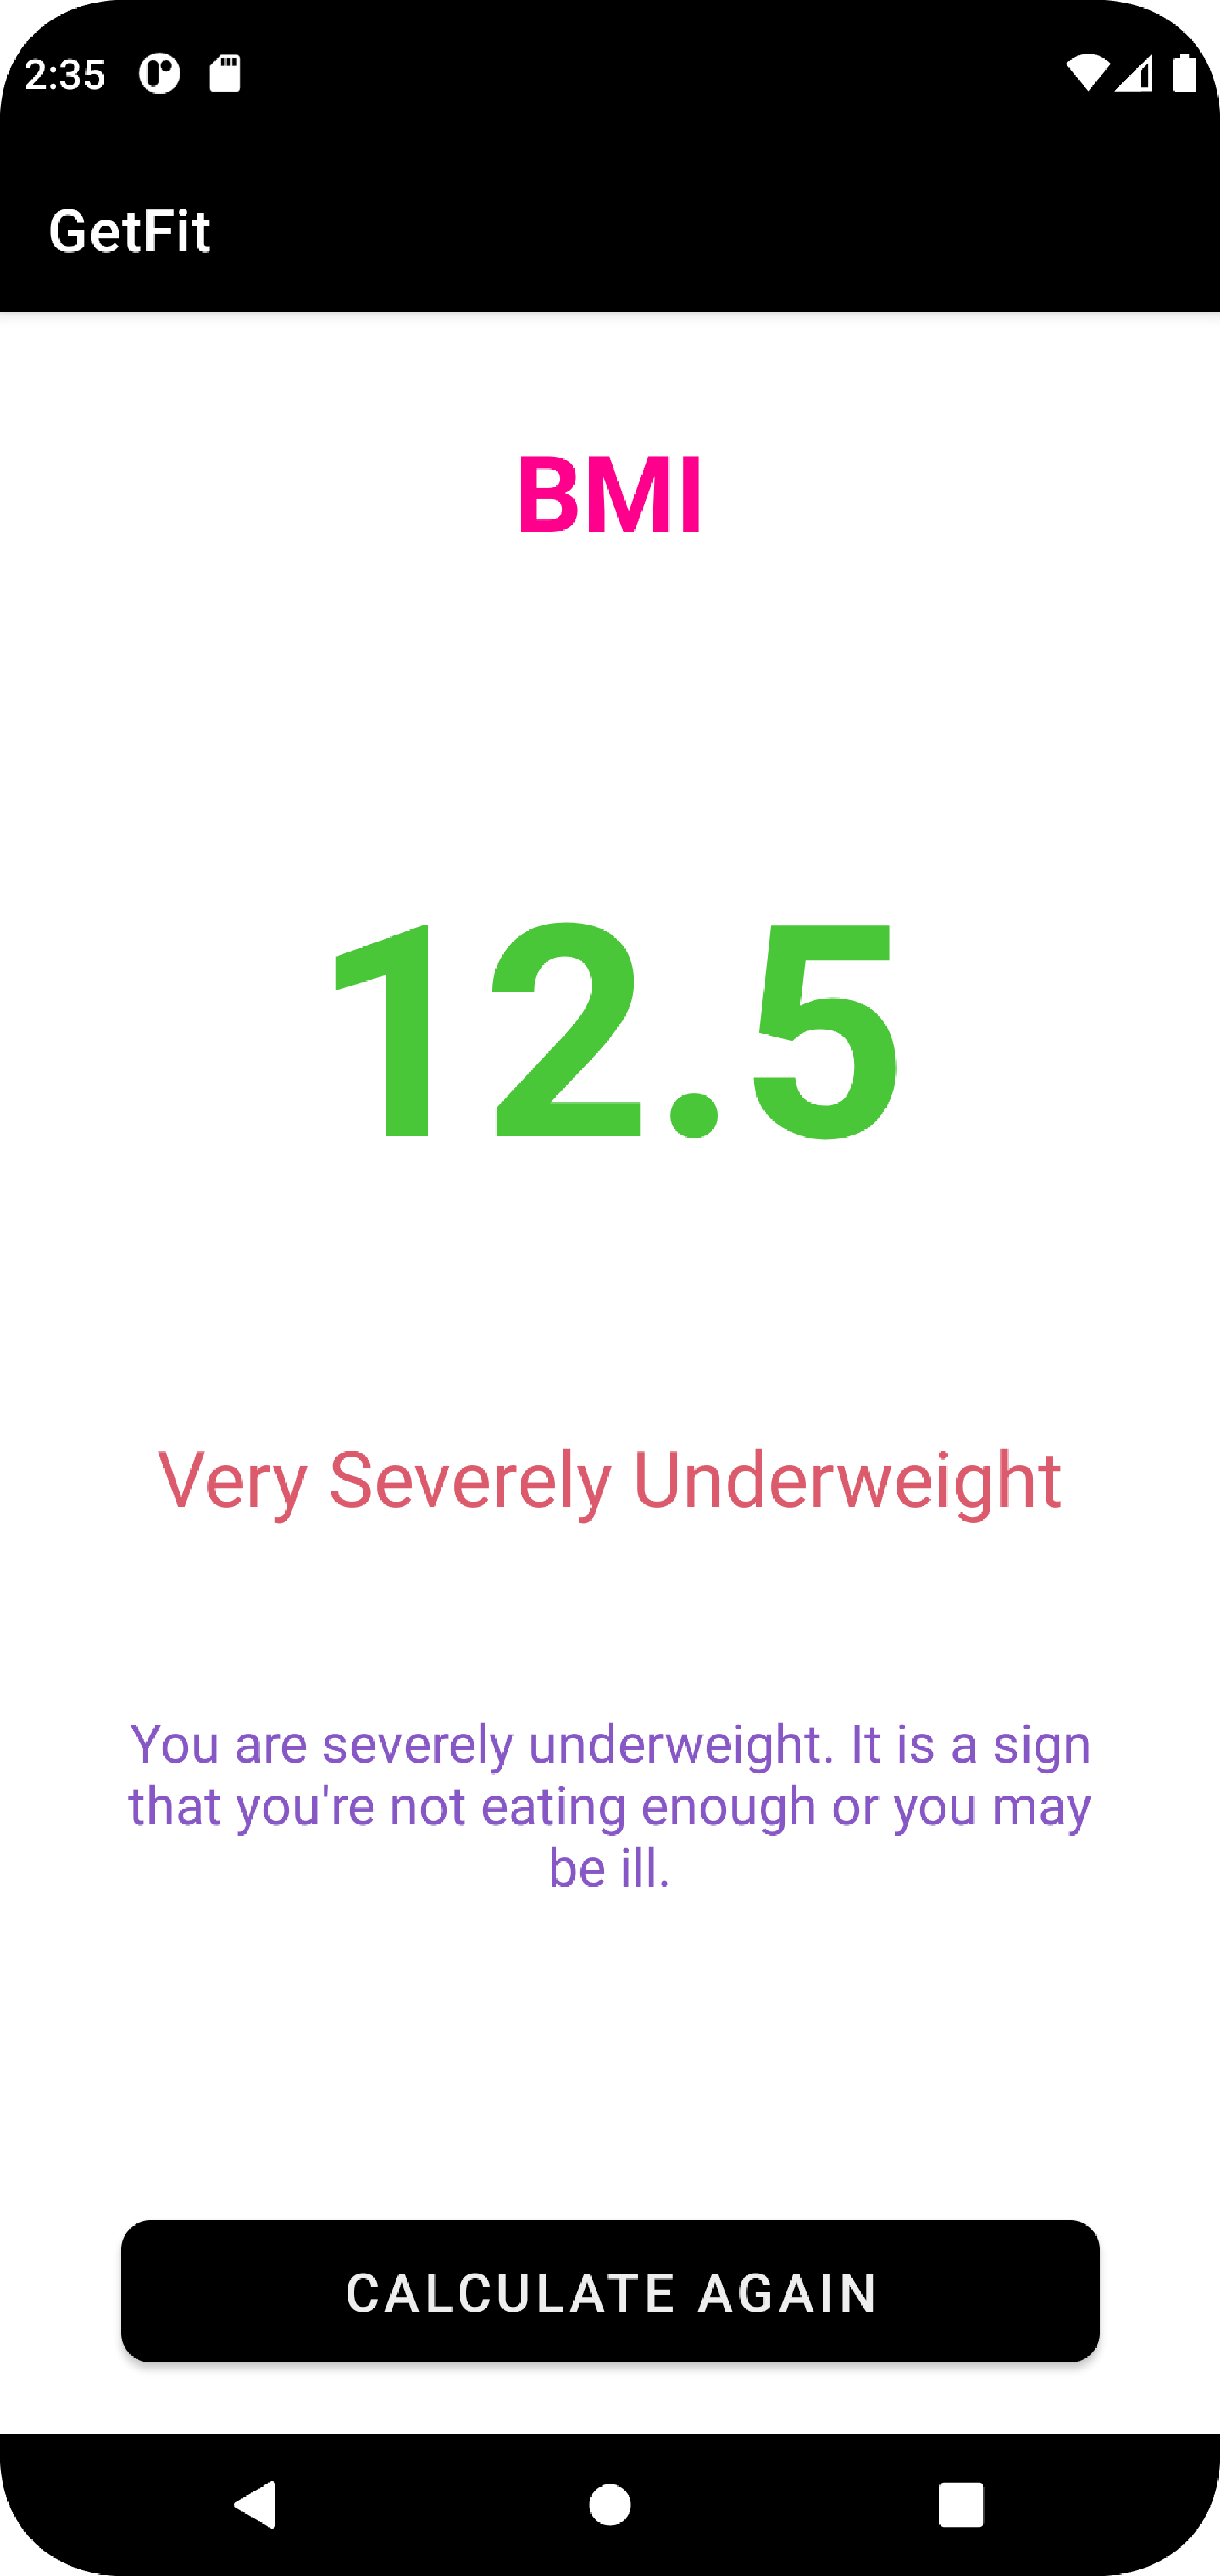 2:35
GetFit
BMI
12.5
Very Severely Underweight
You are severely underweight. It is a sign
that you're not eating enough or you may
be ill.
CALCULATE AGAIN